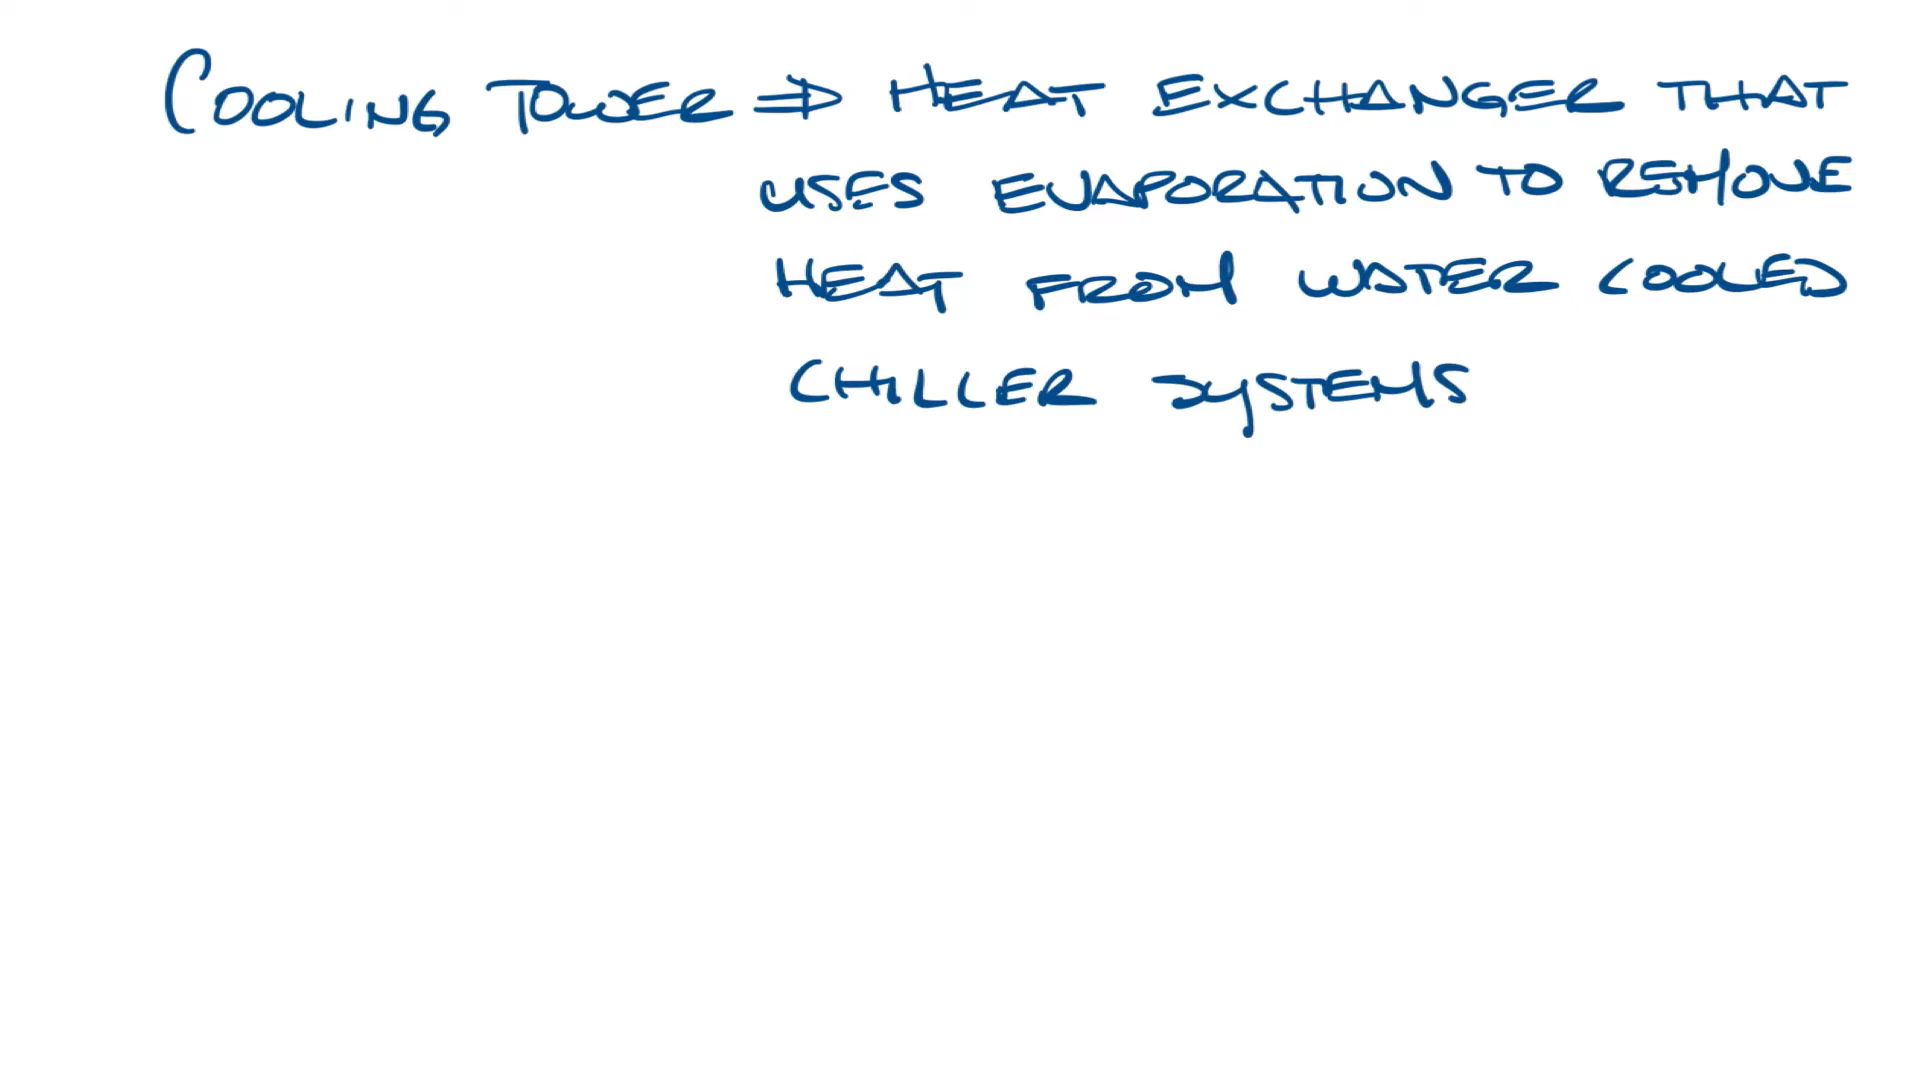 COOLING TOWER ⇒ HEAT EXCHANGER THAT
USES EVAPORATION TO REMOVE
HEAT FROM WATER COOLED
CHILLER SYSTEMS